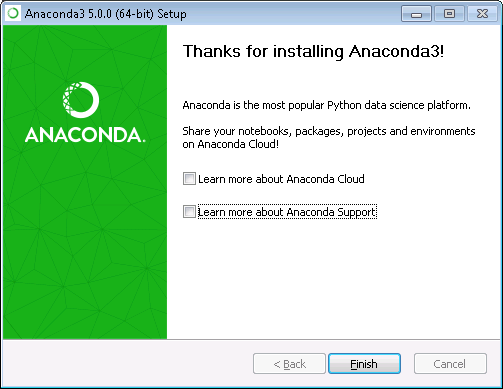 Anaconda3 5.0.0 (64-bit) Setup
Thanks for installing Anaconda3!
ANACONDA.
Anaconda is the most popular Python data science platform.
Share your notebooks, packages, projects and environments
on Anaconda Cloud!
Learn more about Anaconda Cloud
Learn more about Anaconda Support
< Back
Finish
Cancel